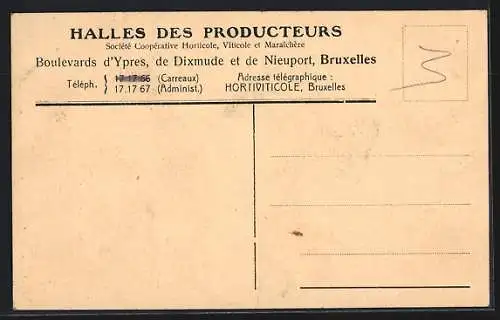 HALLES DES PRODUCTEURS
Société Coopérative Horticole, Viticole et Maraîchère
Boulevards d'Ypres, de Dixmude et de Nieuport, Bruxelles
Téléph. } 17.17 66 (Carreaux) Adresse télégraphique :
17.17 67 (Administ.) HORTIVITICOLE, Bruxelles